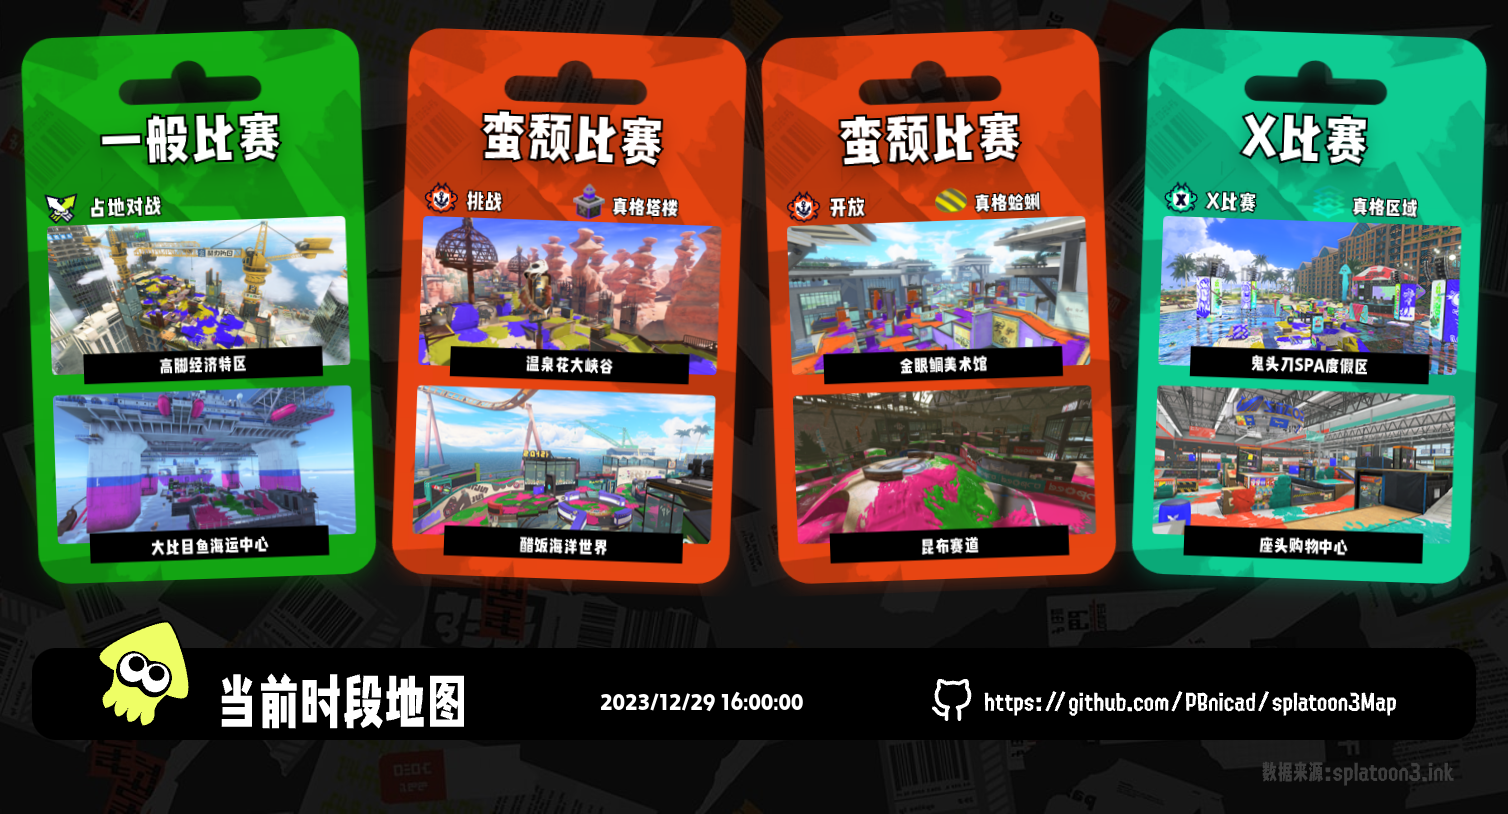 一般比赛
占地对战
高脚经济特区
大比目鱼海运中心
蛮颓比赛
挑战
真格塔楼
温泉花大峡谷
醋饭海洋世界
蛮颓比赛
开放
真格蛤蜊
金眼鲷美术馆
昆布赛道
X比赛
X比赛
真格区域
鬼头刀SPA度假区
座头购物中心
当前时段地图
2023/12/29 16:00:00
https://github.com/PBnicad/splatoon3Map
数据来源:splatoon3.ink